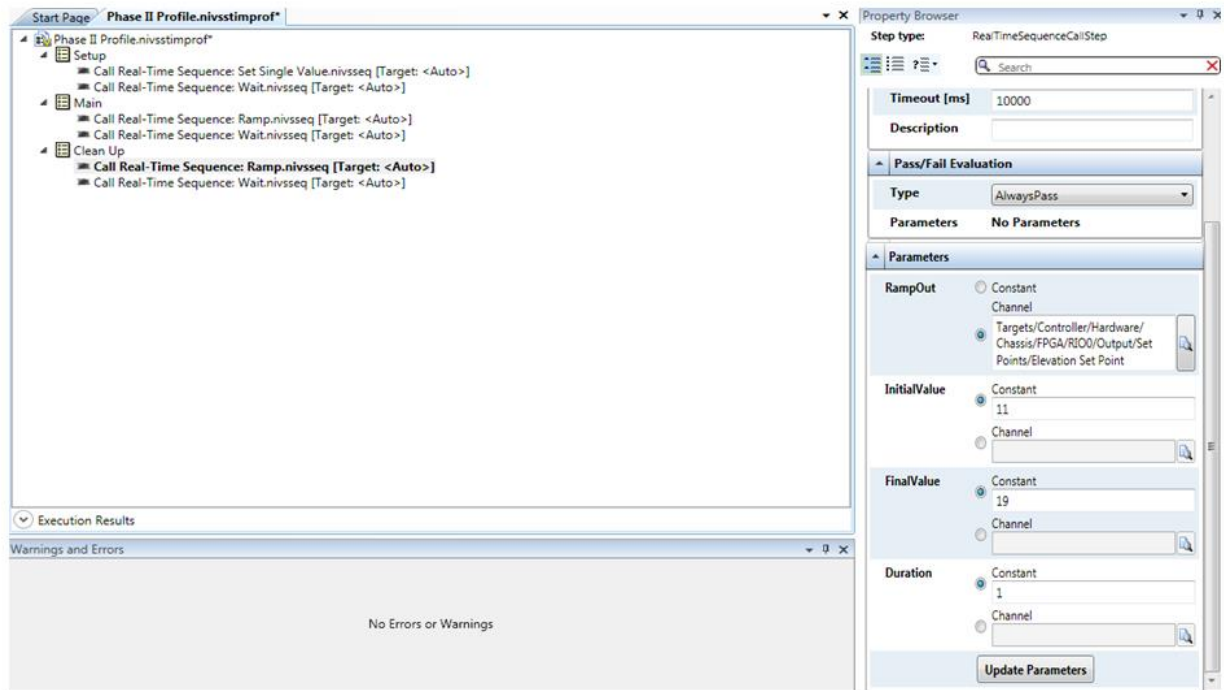 Start Page
Phase II Profile.nivsstimprof*
Phase II Profile.nivsstimprof*
Setup
Call Real-Time Sequence: Set Single Value.nivsseq [Target: <Auto>]
Call Real-Time Sequence: Wait.nivsseq [Target: <Auto>]
Main
Call Real-Time Sequence: Ramp.nivsseq [Target: <Auto>]
Call Real-Time Sequence: Wait.nivsseq [Target: <Auto>]
Clean Up
Call Real-Time Sequence: Ramp.nivsseq [Target: <Auto>]
Call Real-Time Sequence: Wait.nivsseq [Target: <Auto>]
Execution Results
Warnings and Errors
No Errors or Warnings
Property Browser
Step type: RealTimeSequenceCallStep
Search
Timeout [ms] 10000
Description
Pass/Fail Evaluation
Type AlwaysPass
Parameters No Parameters
Parameters
RampOut Constant
Channel
Targets/Controller/Hardware/
Chassis/FPGA/RIO0/Output/Set
Points/Elevation Set Point
InitialValue Constant
11
Channel
FinalValue Constant
19
Channel
Duration Constant
1
Channel
Update Parameters